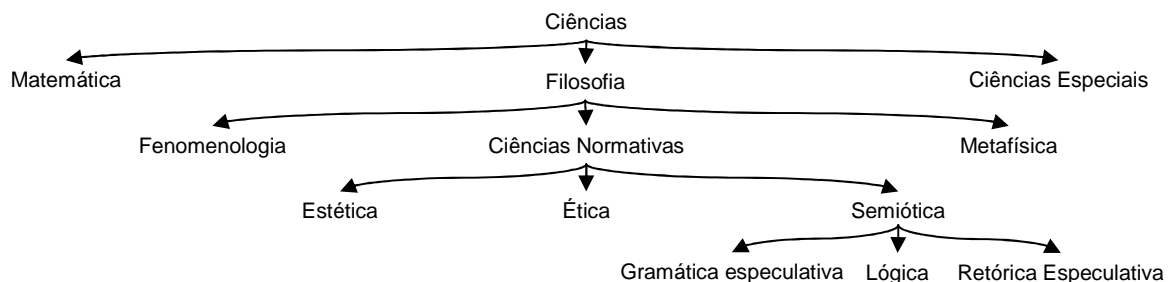 Ciências
Matemática Filosofia Ciências Especiais
Fenomenologia Ciências Normativas Metafísica
Estética Ética Semiótica
Gramática especulativa Lógica Retórica Especulativa